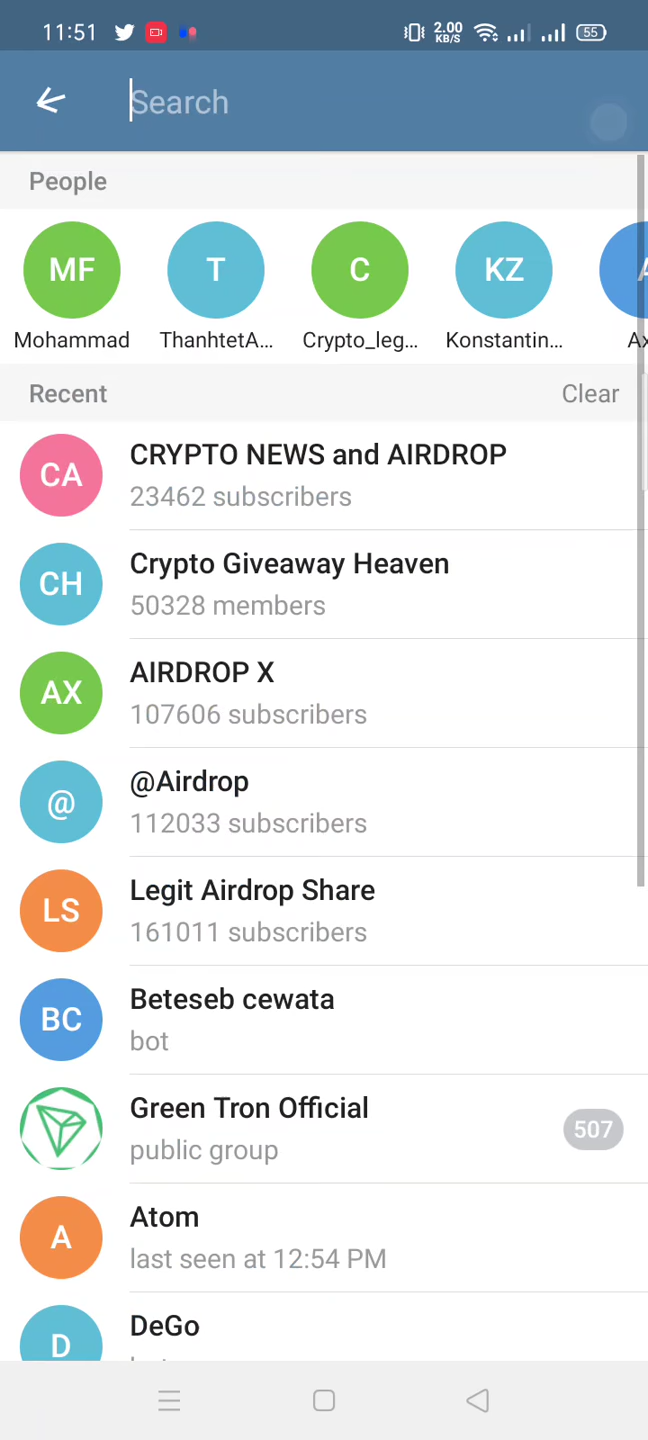 11:51 2.00 KB/S 55
Search
People
MF T C KZ
Mohammad ThanhtetA... Crypto_leg... Konstantin... Ax
Recent Clear
CA CRYPTO NEWS and AIRDROP
23462 subscribers
CH Crypto Giveaway Heaven
50328 members
AX AIRDROP X
107606 subscribers
@ @Airdrop
112033 subscribers
LS Legit Airdrop Share
161011 subscribers
BC Beteseb cewata
bot
Green Tron Official
public group 507
A Atom
last seen at 12:54 PM
D DeGo